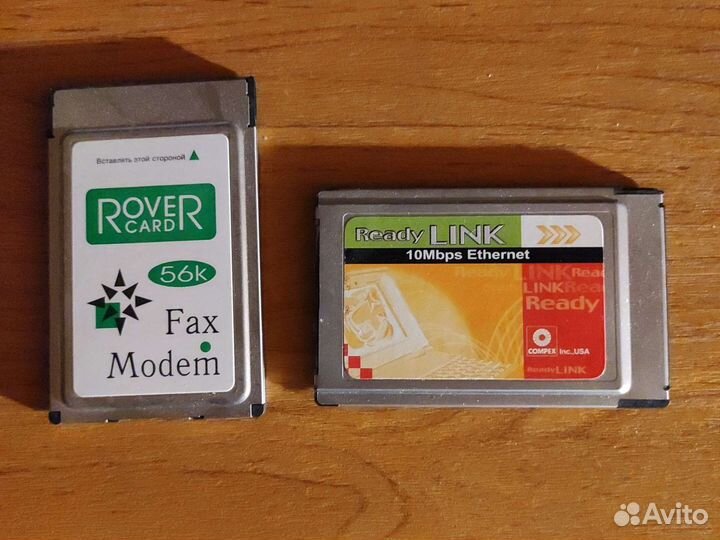 Вставлять этой стороной
ROVER
CARD
56k
Fax
Modem
Ready LINK
10Mbps Ethernet
Ready LINK Read
LINK Rea
Ready
COMPEX Inc.,USA
Ready LINK
Avito